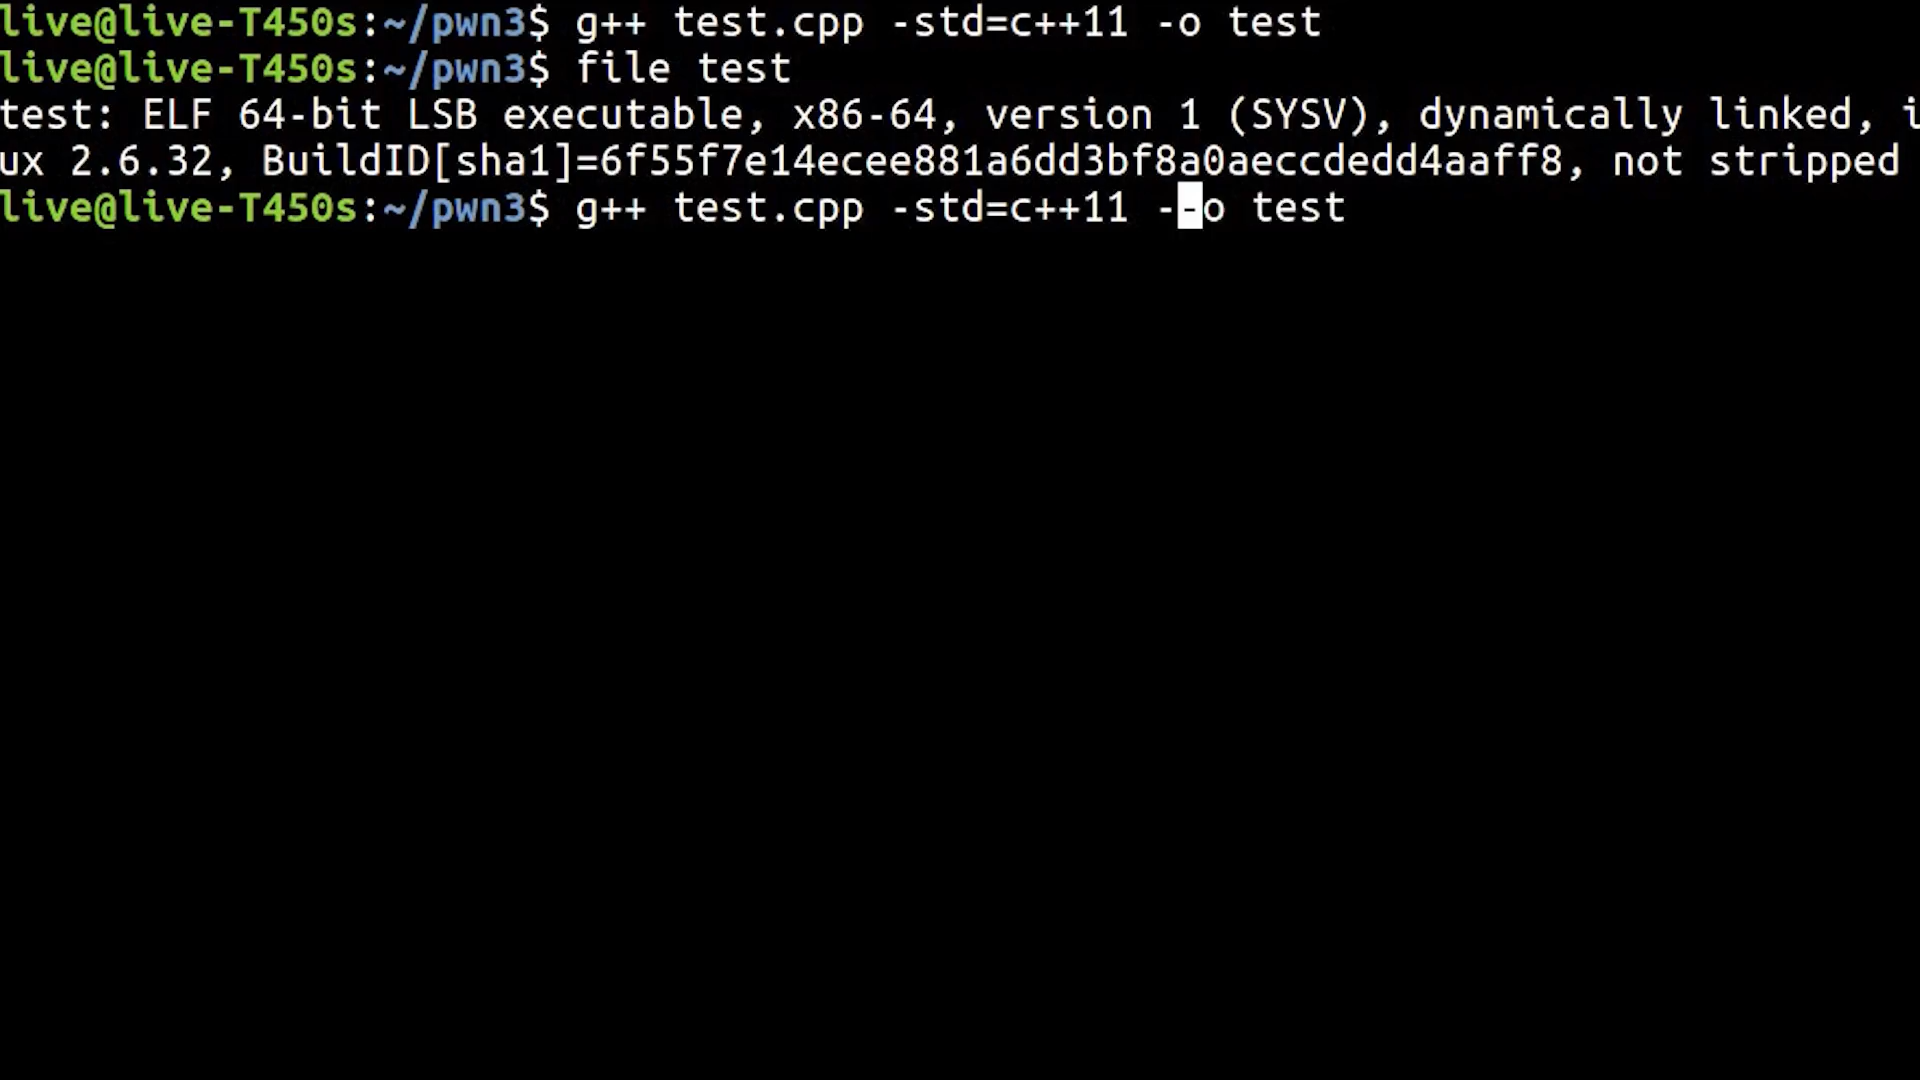 live@live-T450s:~/pwn3$ g++ test.cpp -std=c++11 -o test
live@live-T450s:~/pwn3$ file test
test: ELF 64-bit LSB executable, x86-64, version 1 (SYSV), dynamically linked, i
ux 2.6.32, BuildID[sha1]=6f55f7e14ecee881a6dd3bf8a0aeccdedd4aaff8, not stripped
live@live-T450s:~/pwn3$ g++ test.cpp -std=c++11 --o test